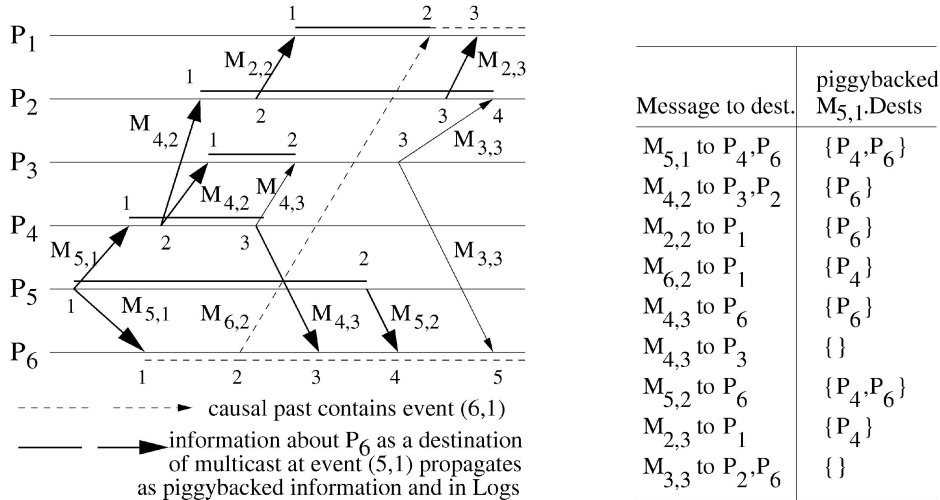 1 2 3
P1
M2,2 M2,3
1
P2
2 3 4
M4,2 1 2 3 M3,3
P3
M4,2 M4,3
1
P4
2 3
M5,1 2 M3,3
P5
1
M5,1 M6,2 M4,3 M5,2
P6
1 2 3 4 5
causal past contains event (6,1)
information about P6 as a destination
of multicast at event (5,1) propagates
as piggybacked information and in Logs
piggybacked
Message to dest. M5,1.Dests
M5,1 to P4,P6 {P4,P6}
M4,2 to P3,P2 {P6}
M2,2 to P1 {P6}
M6,2 to P1 {P4}
M4,3 to P6 {P6}
M4,3 to P3 {}
M5,2 to P6 {P4,P6}
M2,3 to P1 {P4}
M3,3 to P2,P6 {}